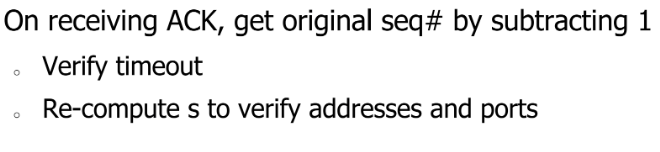 On receiving ACK, get original seq# by subtracting 1
◦ Verify timeout
◦ Re-compute s to verify addresses and ports